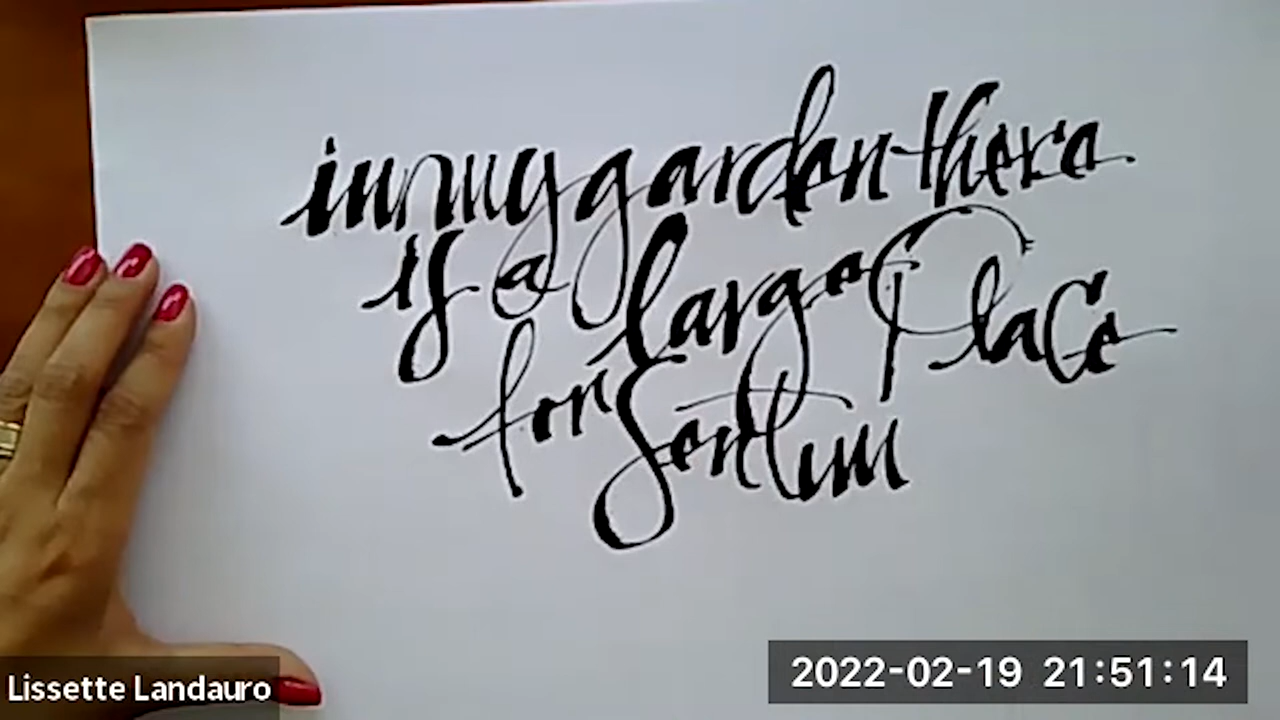 in my garden there
is a large place
for sentim
Lissette Landauro
2022-02-19 21:51:14